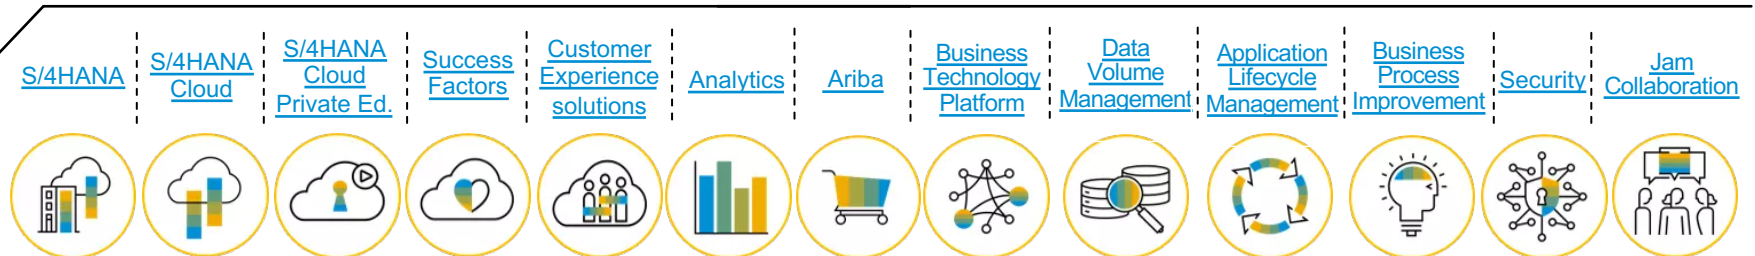 S/4HANA
S/4HANA
Cloud
S/4HANA
Cloud
Private Ed.
Success
Factors
Customer
Experience
solutions
Analytics
Ariba
Business
Technology
Platform
Data
Volume
Management
Application
Lifecycle
Management
Business
Process
Improvement
Security
Jam
Collaboration